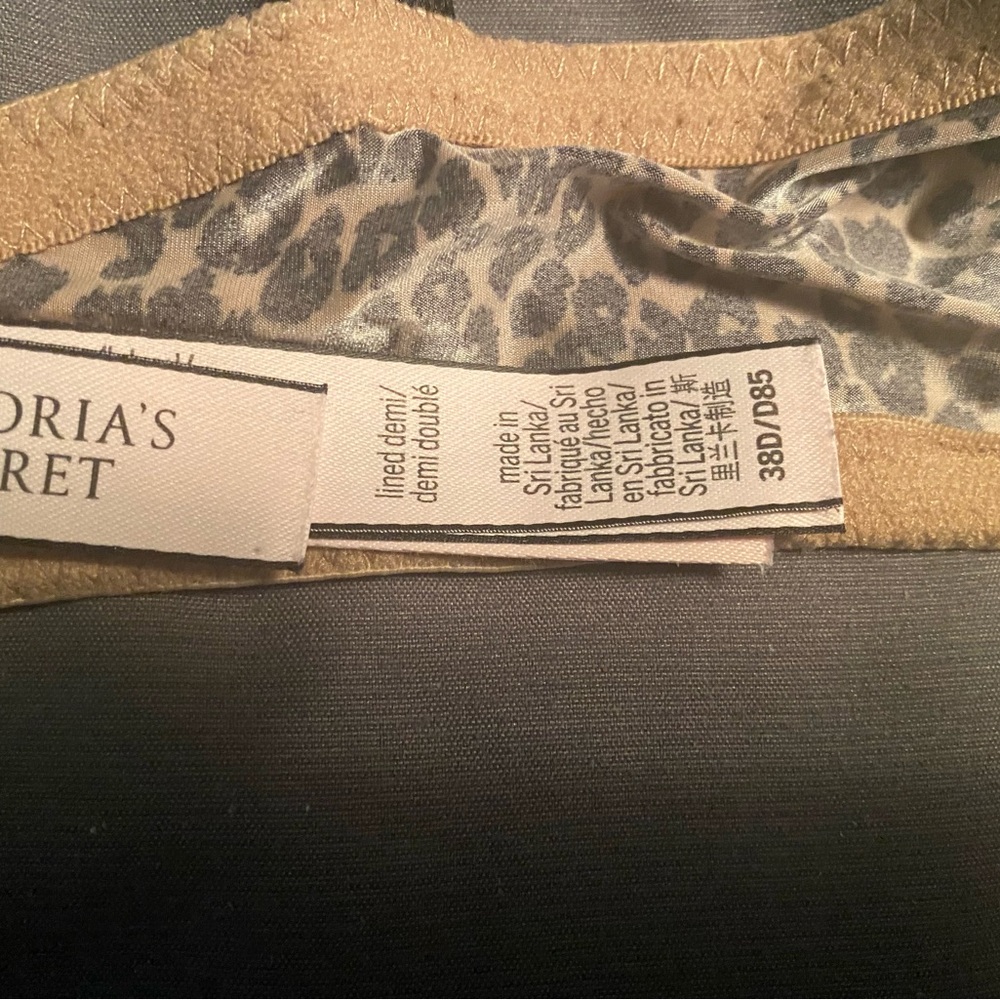 ORIA'S
RET
lined demi/
demi doublé
made in
Sri Lanka/
fabriqué au Sri
Lanka/hecho
en Sri Lanka/
fabbricato in
Sri Lanka/ 斯
里兰卡制造
38D/D85